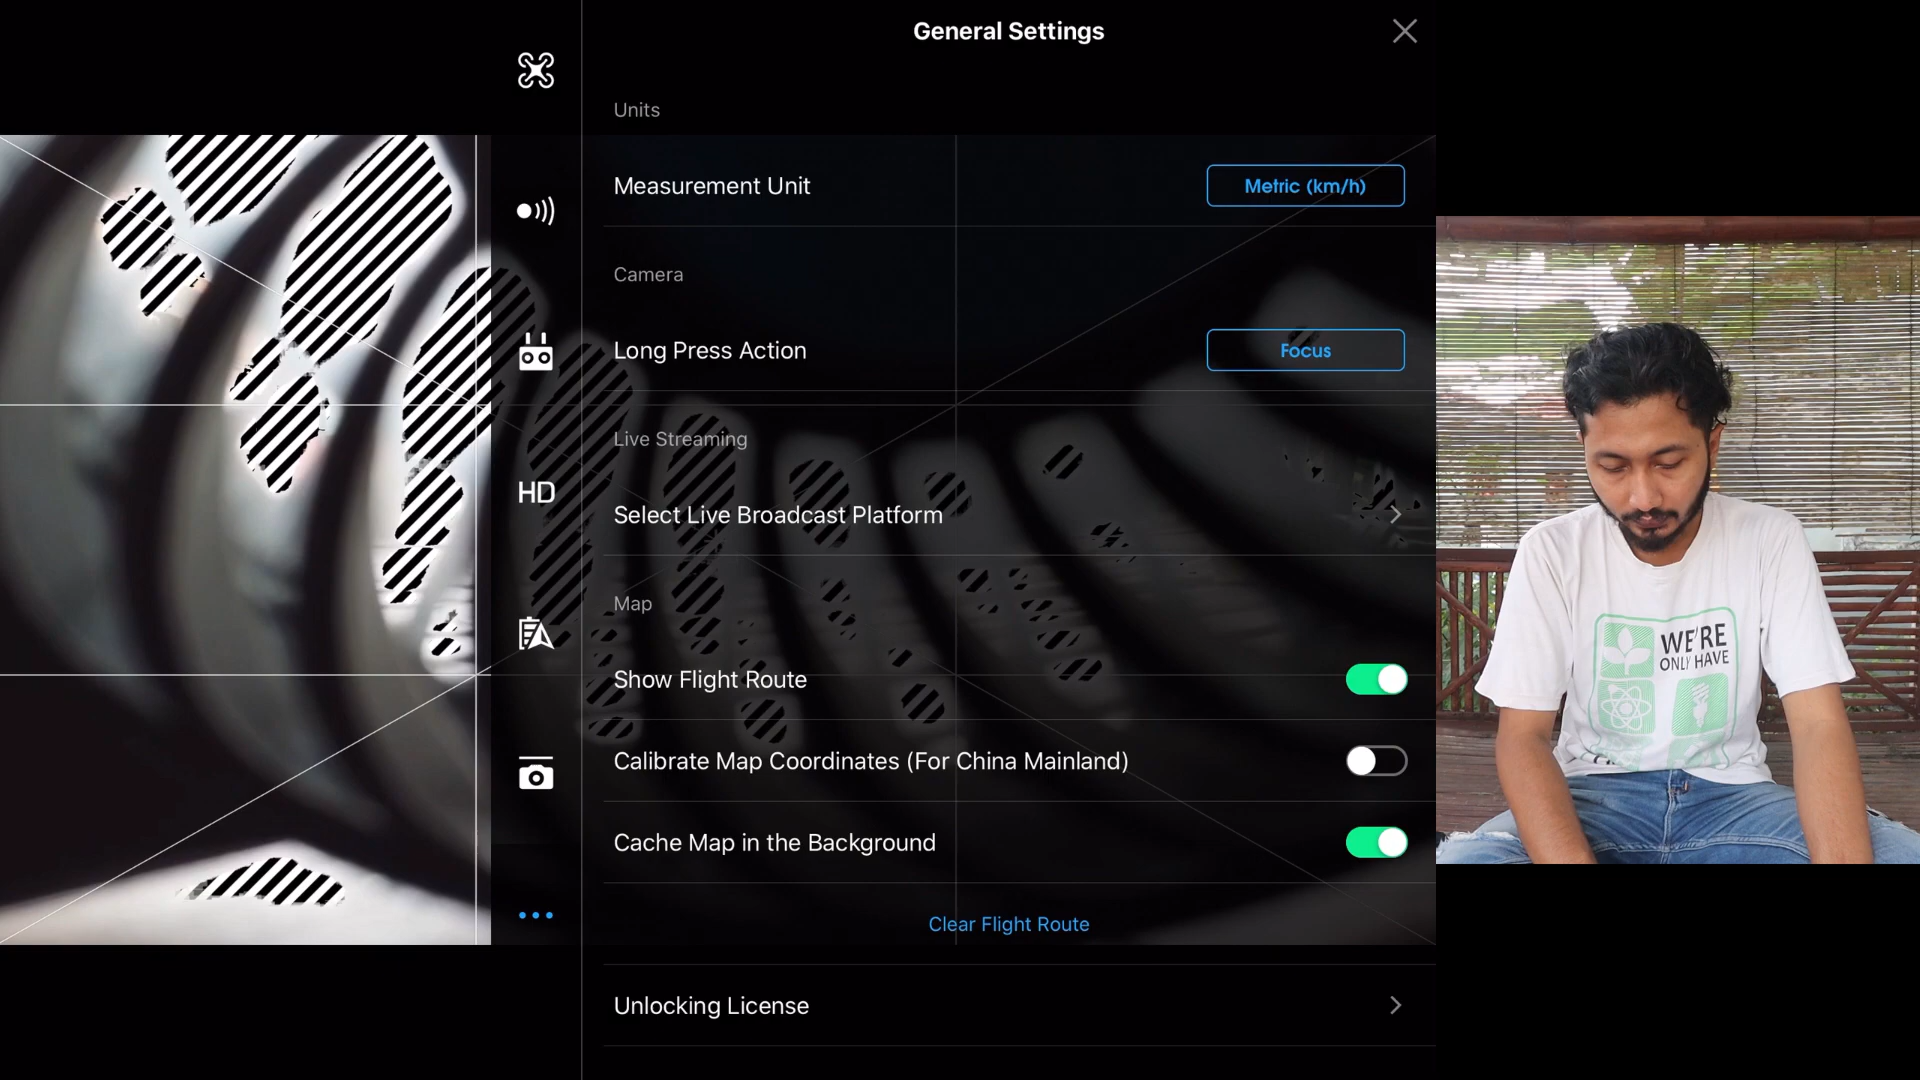 General Settings
Units
Measurement Unit
Metric (km/h)
Camera
Long Press Action
Focus
Live Streaming
HD
Select Live Broadcast Platform
Map
Show Flight Route
Calibrate Map Coordinates (For China Mainland)
Cache Map in the Background
Clear Flight Route
Unlocking License
WE'RE
ONLY HAVE